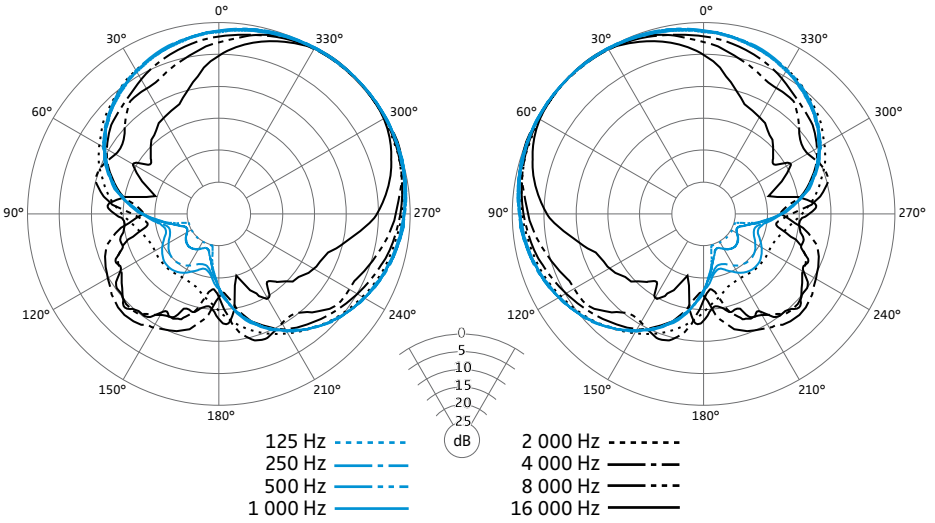 0° 0°
30° 330° 30° 330°
60° 300° 60° 300°
90° 270° 90° 270°
120° 240° 120° 240°
150° 210° 150° 210°
180° 180°
0
5
10
15
20
25
dB
125 Hz 2 000 Hz
250 Hz 4 000 Hz
500 Hz 8 000 Hz
1 000 Hz 16 000 Hz